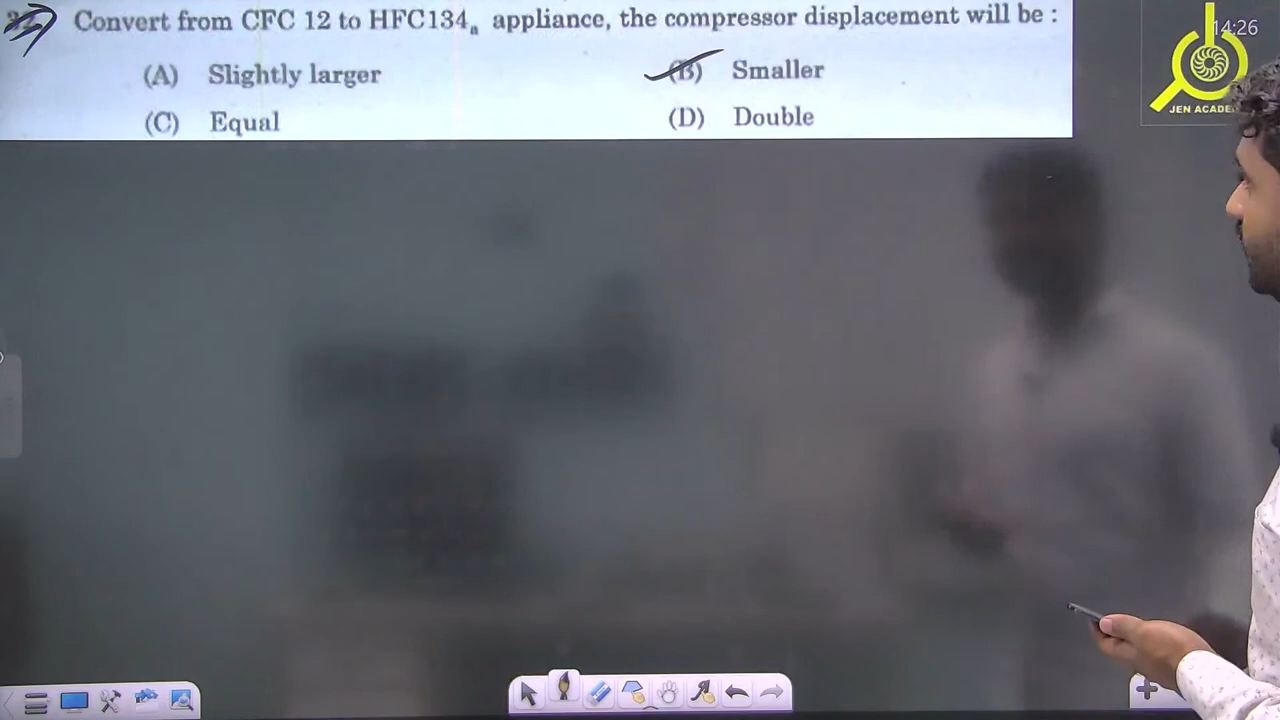 Convert from CFC 12 to HFC134a appliance, the compressor displacement will be :
(A) Slightly larger (B) Smaller
(C) Equal (D) Double
14:26
JEN ACADE